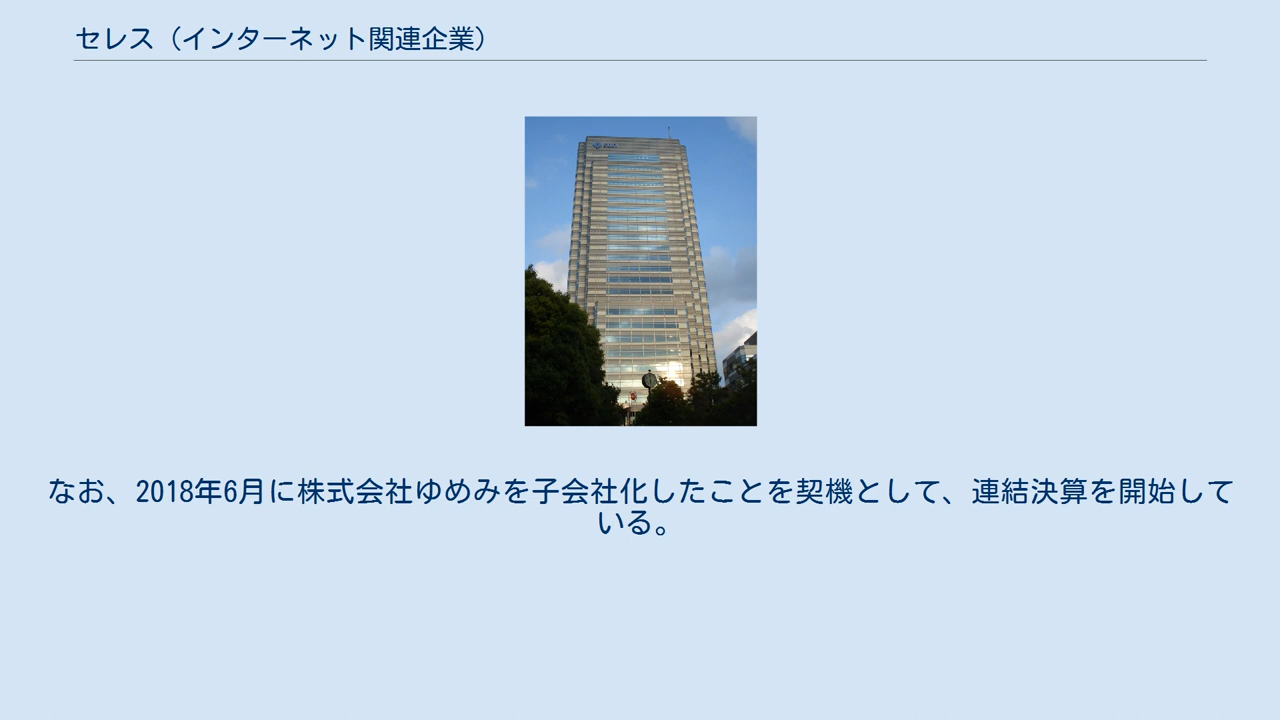 セレス（インターネット関連企業）
なお、2018年6月に株式会社ゆめみを子会社化したことを契機として、連結決算を開始して
いる。